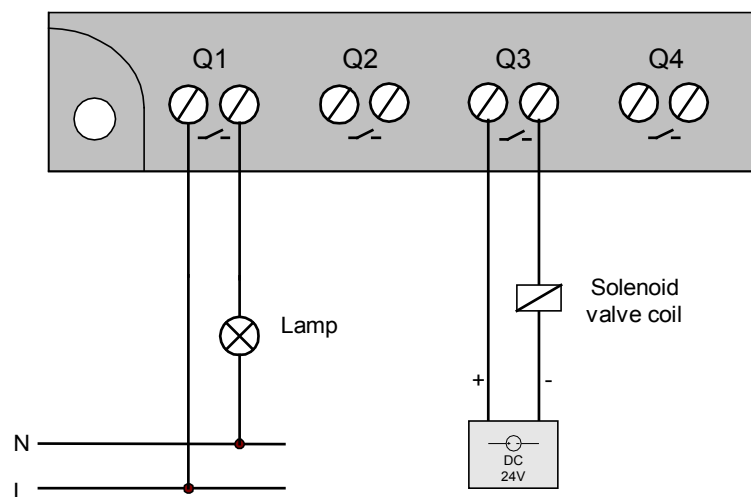 Q1 Q2 Q3 Q4
Lamp
Solenoid
valve coil
+ -
N
L
DC
24V